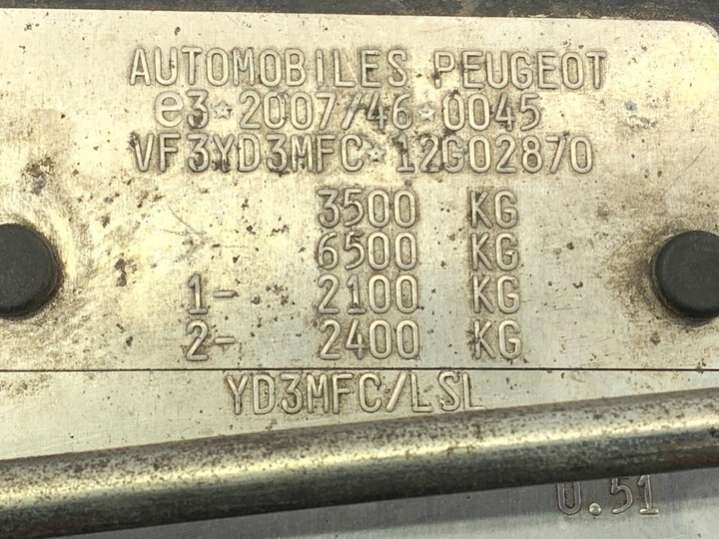 AUTOMOBILES PEUGEOT
e3*2007/46*0045
VF3YD3MFC*12G02870
3500 KG
6500 KG
1- 2100 KG
2- 2400 KG
YD3MFC/LSL
0.51